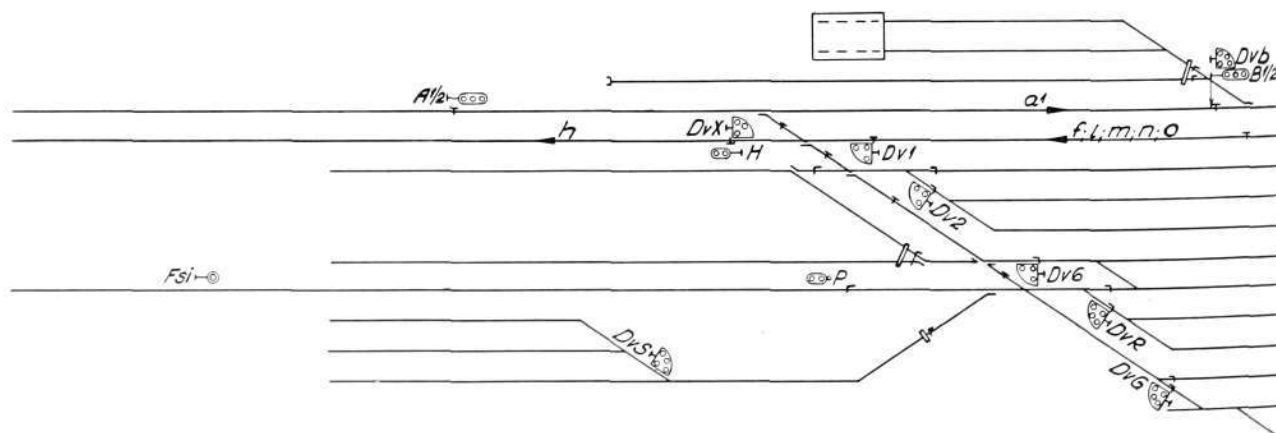 Dvb
B½
A½
a¹
DvX
h
f; l; m; n; o
H
Dv1
Dv2
Fsi
P
Dv6
DvR
DvS
DvG